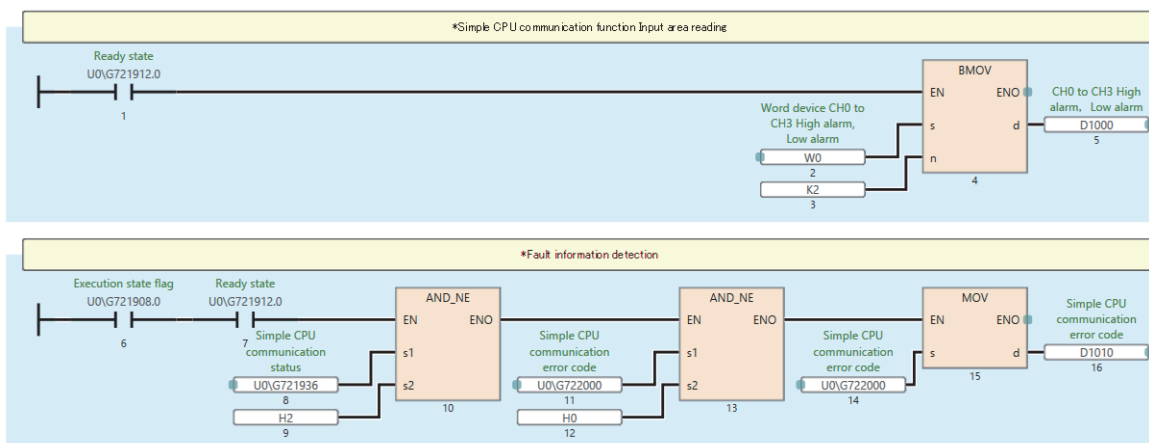 *Simple CPU communication function Input area reading
Ready state
U0\G721912.0
1
BMOV
EN
ENO
s
d
n
Word device CH0 to
CH3 High alarm,
Low alarm
W0
2
K2
3
4
CH0 to CH3 High
alarm, Low alarm
D1000
5
*Fault information detection
Execution state flag
U0\G721908.0
6
Ready state
U0\G721912.0
7
Simple CPU
communication
status
U0\G721936
8
H2
9
AND_NE
EN
ENO
s1
s2
10
Simple CPU
communication
error code
U0\G722000
11
H0
12
AND_NE
EN
ENO
s1
s2
13
Simple CPU
communication
error code
U0\G722000
14
MOV
EN
ENO
s
d
15
Simple CPU
communication
error code
D1010
16